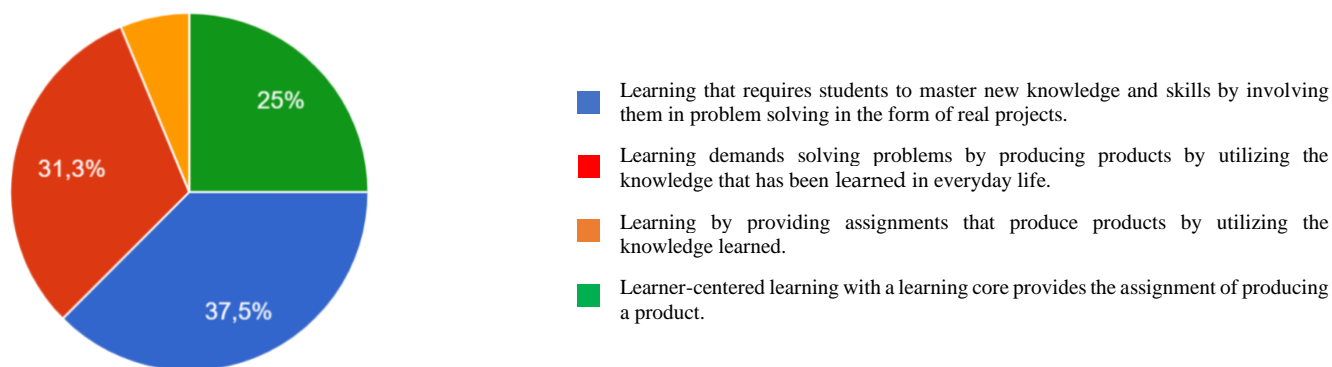 25%
31,3%
37,5%
Learning that requires students to master new knowledge and skills by involving
them in problem solving in the form of real projects.
Learning demands solving problems by producing products by utilizing the
knowledge that has been learned in everyday life.
Learning by providing assignments that produce products by utilizing the
knowledge learned.
Learner-centered learning with a learning core provides the assignment of producing
a product.